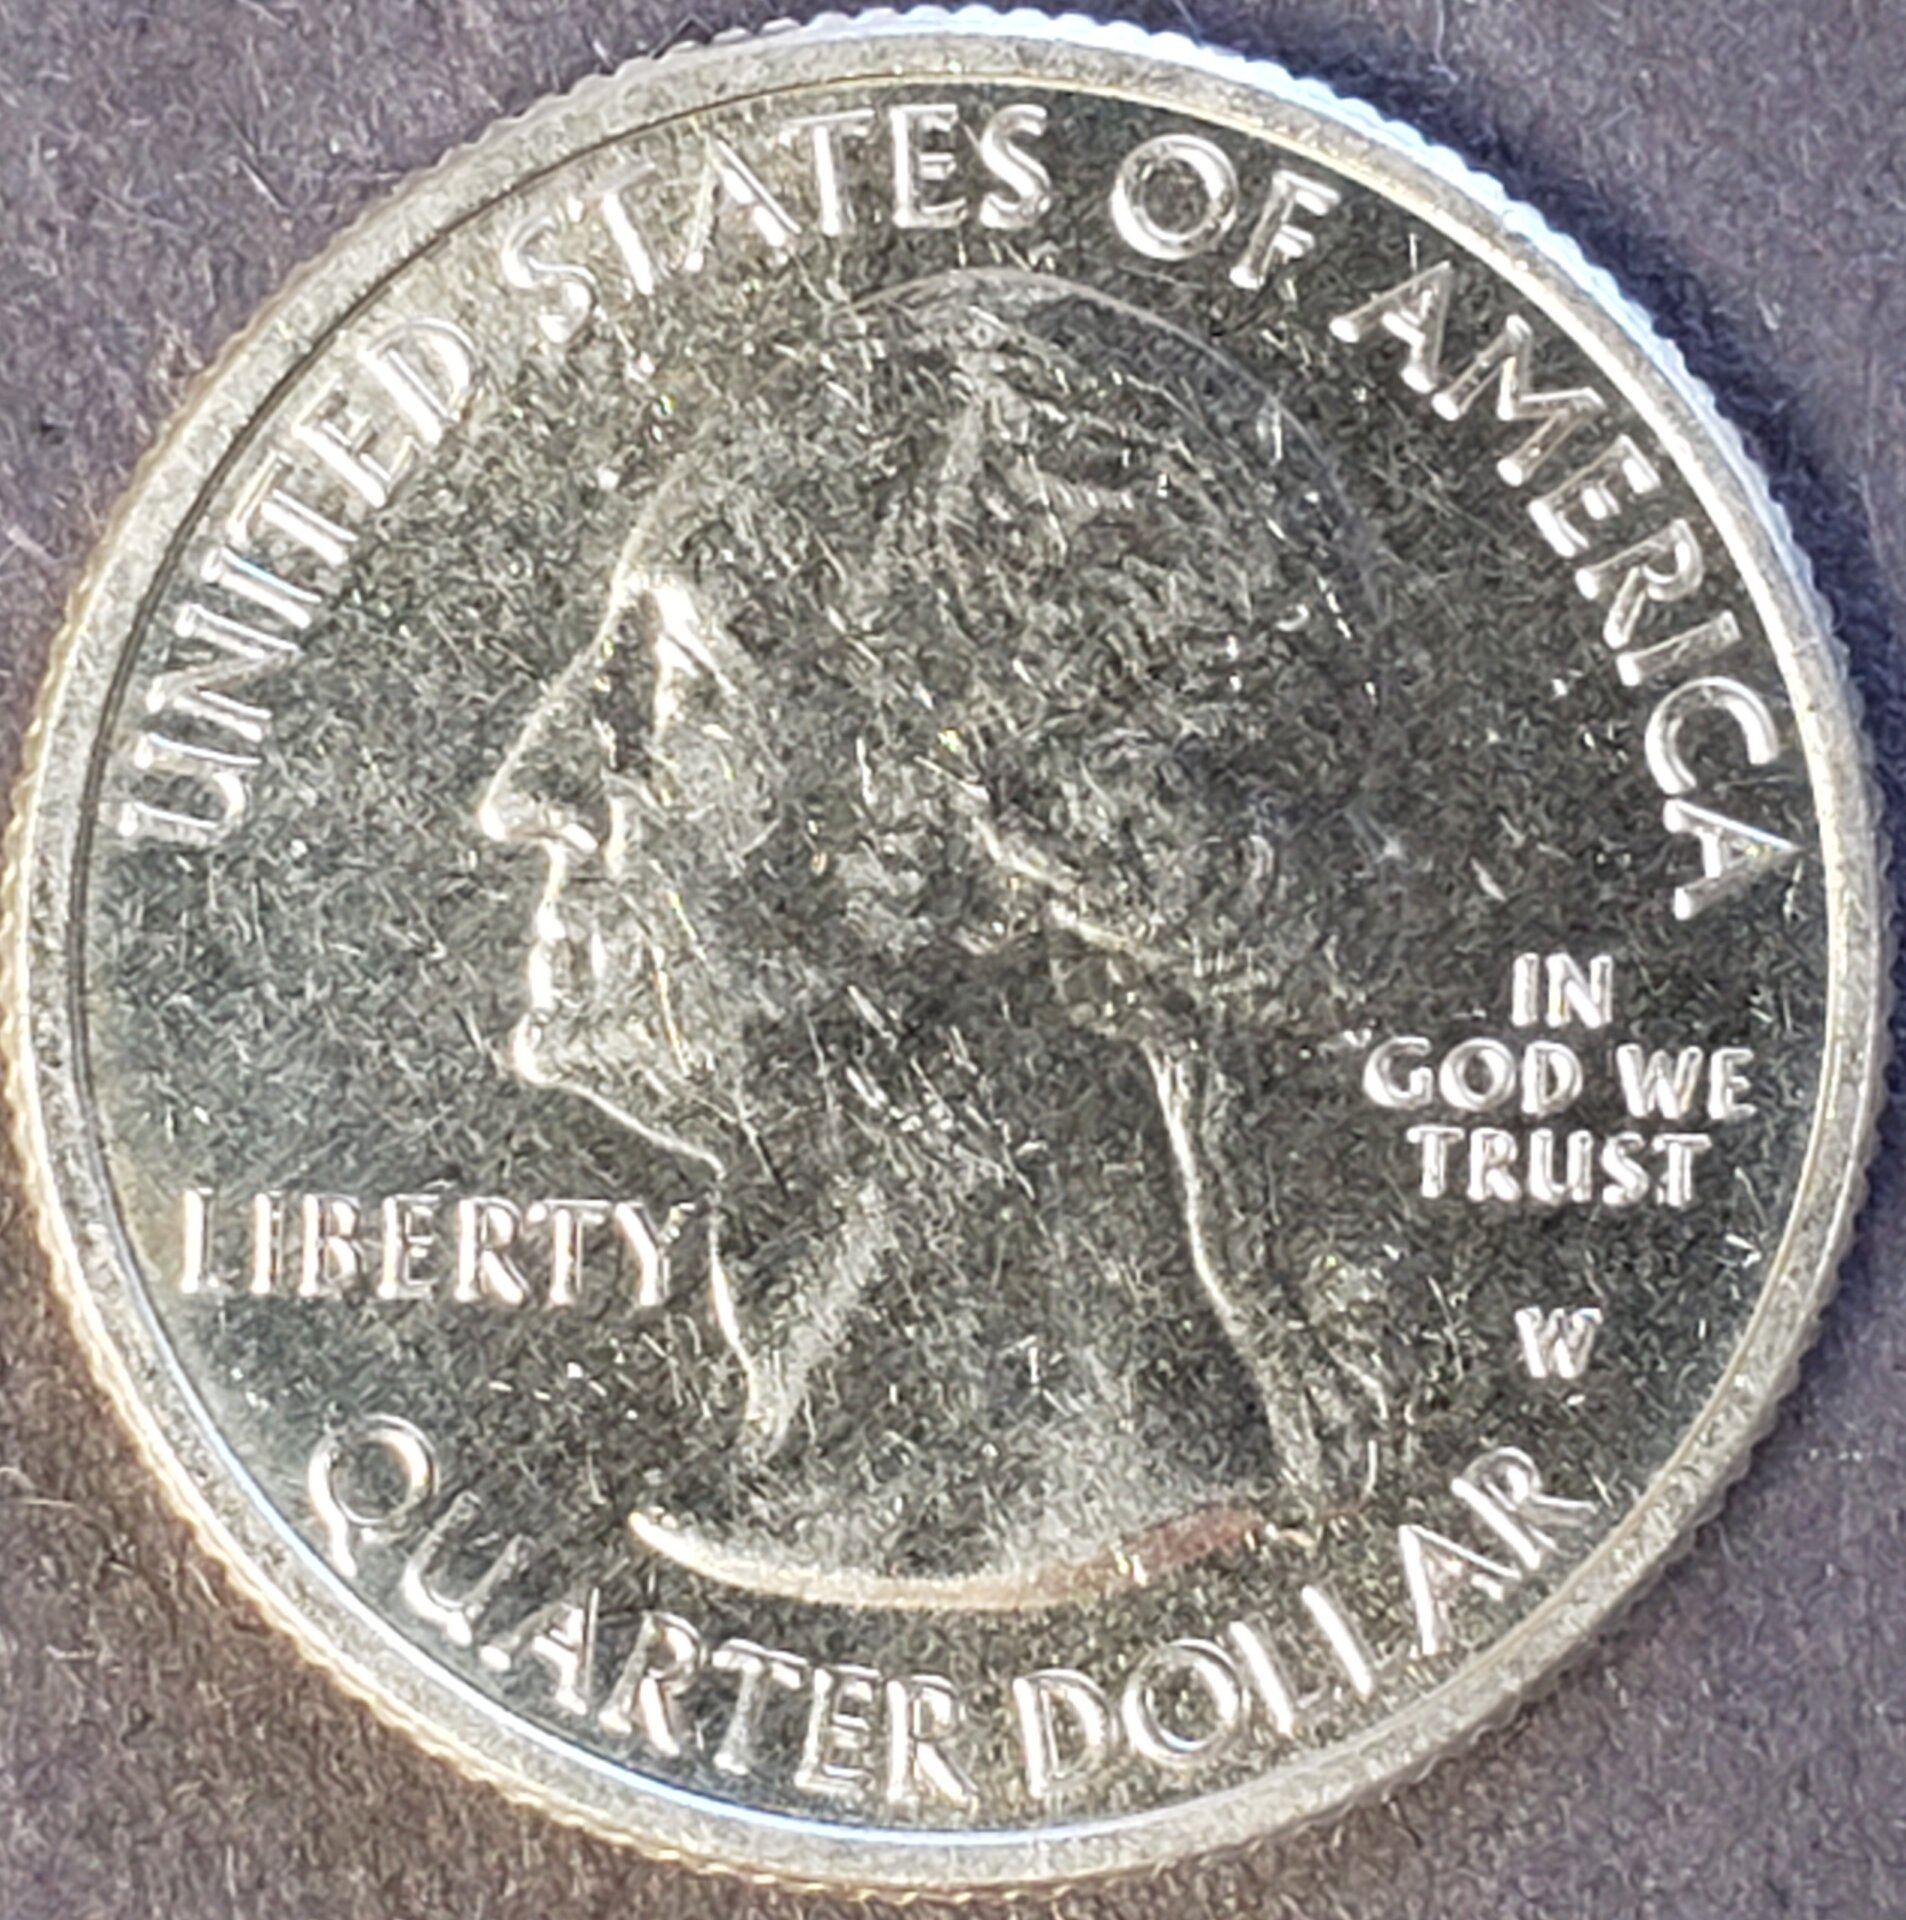 UNITED STATES OF AMERICA
IN
GOD WE
TRUST
LIBERTY
W
QUARTER DOLLAR